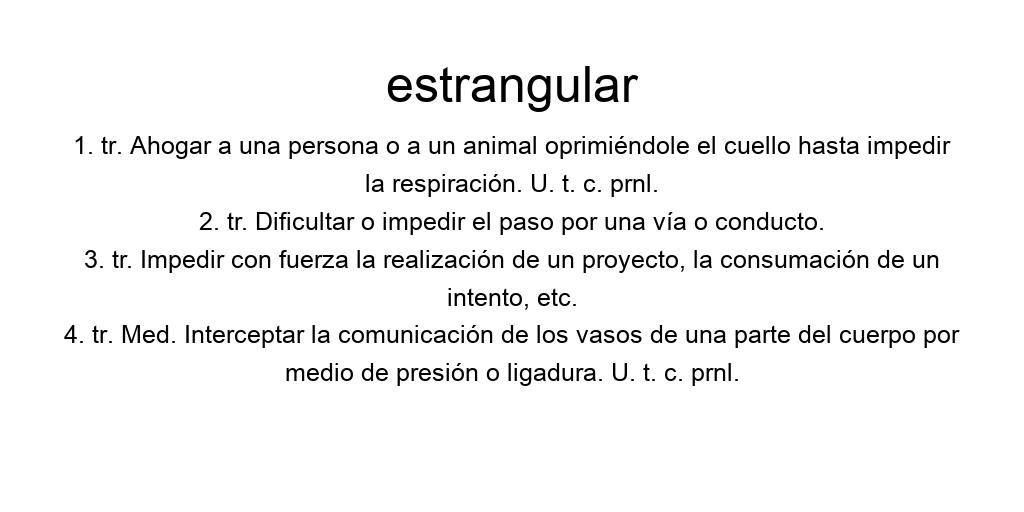 estrangular
1. tr. Ahogar a una persona o a un animal oprimiéndole el cuello hasta impedir
la respiración. U. t. c. prnl.
2. tr. Dificultar o impedir el paso por una vía o conducto.
3. tr. Impedir con fuerza la realización de un proyecto, la consumación de un
intento, etc.
4. tr. Med. Interceptar la comunicación de los vasos de una parte del cuerpo por
medio de presión o ligadura. U. t. c. prnl.